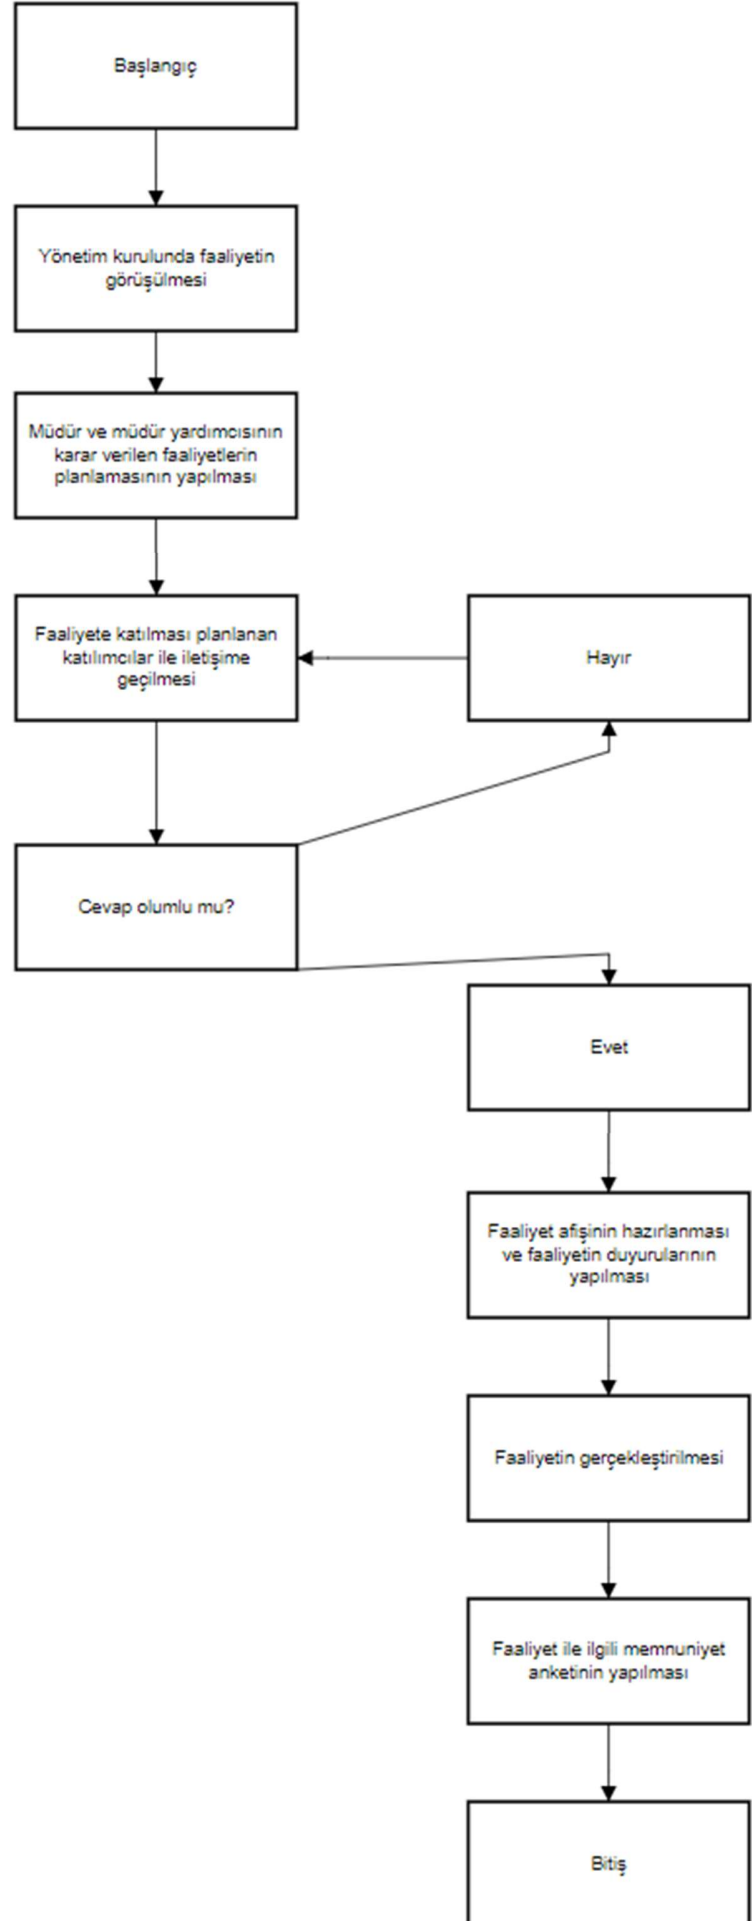 Başlangıç
Yönetim kurulunda faaliyetin
görüşülmesi
Müdür ve müdür yardımcısının
karar verilen faaliyetlerin
planlamasının yapılması
Faaliyete katılması planlanan
katılımcılar ile iletişime
geçilmesi
Hayır
Cevap olumlu mu?
Evet
Faaliyet afişinin hazırlanması
ve faaliyetin duyurularının
yapılması
Faaliyetin gerçekleştirilmesi
Faaliyet ile ilgili memnuniyet
anketinin yapılması
Bitiş